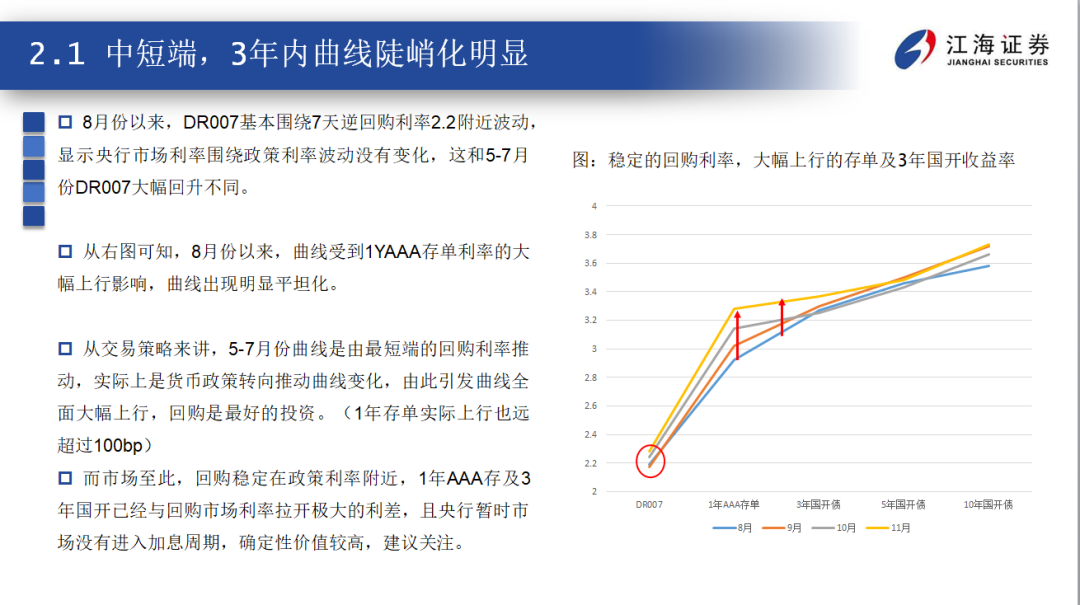 2.1 中短端，3年内曲线陡峭化明显
江海证券
JIANGHAI SECURITIES
8月份以来，DR007基本围绕7天逆回购利率2.2附近波动，
显示央行市场利率围绕政策利率波动没有变化，这和5-7月
份DR007大幅回升不同。
从右图可知，8月份以来，曲线受到1YAAA存单利率的大
幅上行影响，曲线出现明显平坦化。
从交易策略来讲，5-7月份曲线是由最短端的回购利率推
动，实际上是货币政策转向推动曲线变化，由此引发曲线全
面大幅上行，回购是最好的投资。（1年存单实际上行也远
超过100bp）
而市场至此，回购稳定在政策利率附近，1年AAA存及3
年国开已经与回购市场利率拉开极大的利差，且央行暂时市
场没有进入加息周期，确定性价值较高，建议关注。
图：稳定的回购利率，大幅上行的存单及3年国开收益率
4
3.8
3.6
3.4
3.2
3
2.8
2.6
2.4
2.2
2
DR007 1年AAA存单 3年国开债 5年国开债 10年国开债
8月 9月 10月 11月